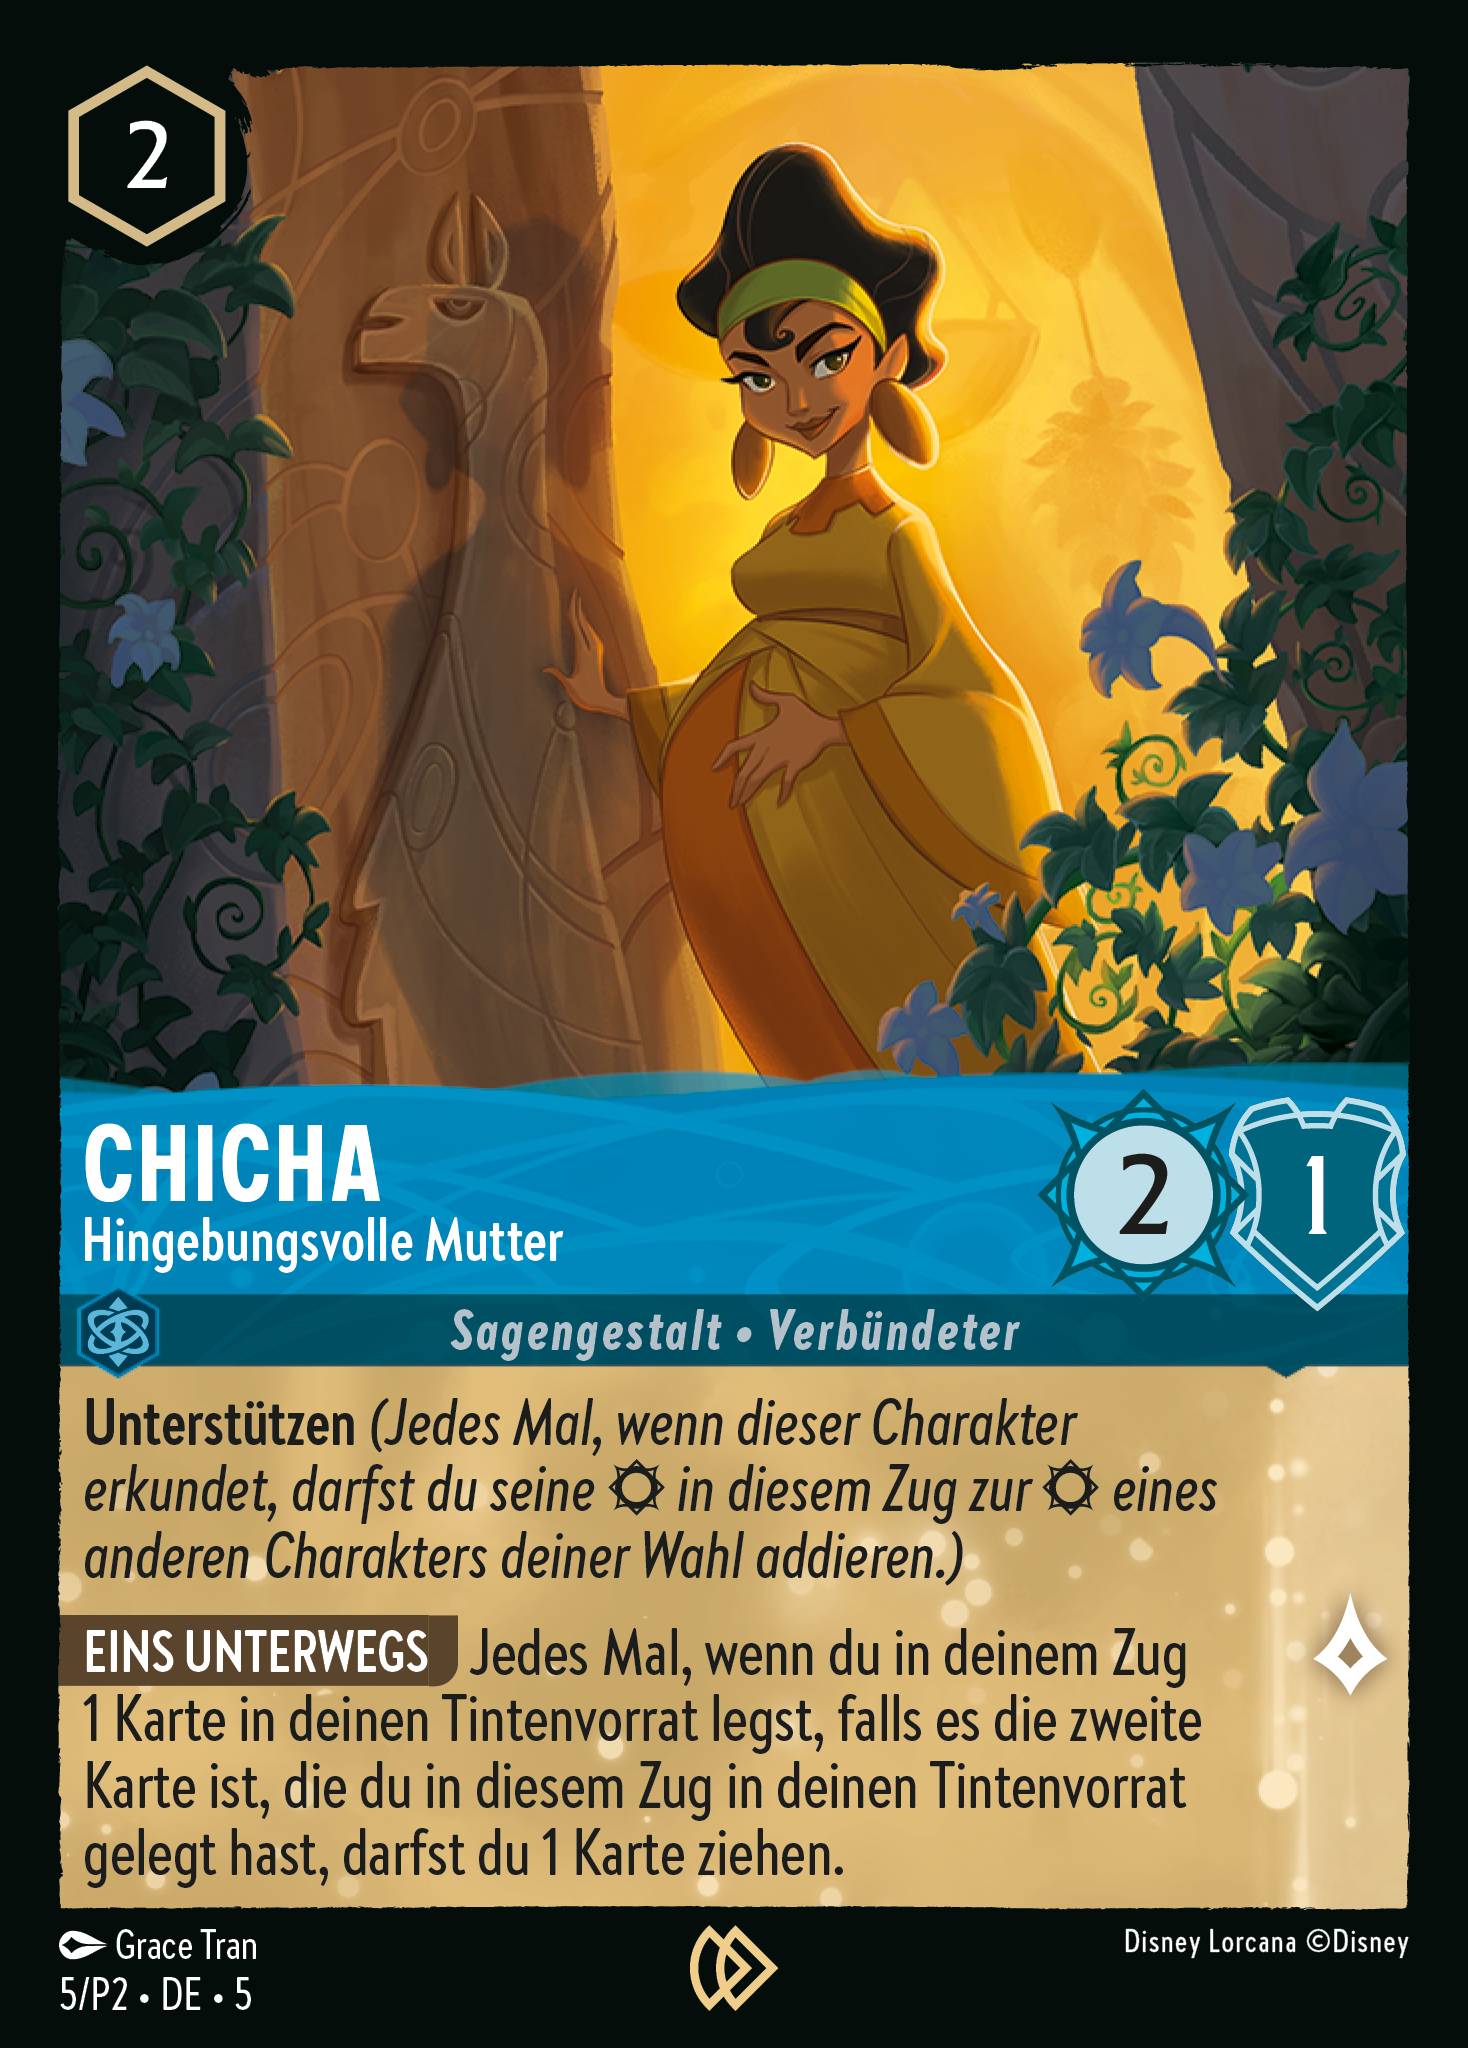 2
CHICHA
Hingebungsvolle Mutter
2 1
Sagengestalt • Verbündeter
Unterstützen (Jedes Mal, wenn dieser Charakter
erkundet, darfst du seine in diesem Zug zur eines
anderen Charakters deiner Wahl addieren.)
EINS UNTERWEGS Jedes Mal, wenn du in deinem Zug
1 Karte in deinen Tintenvorrat legst, falls es die zweite
Karte ist, die du in diesem Zug in deinen Tintenvorrat
gelegt hast, darfst du 1 Karte ziehen.
Grace Tran
Disney Lorcana ©Disney
5/P2 • DE • 5